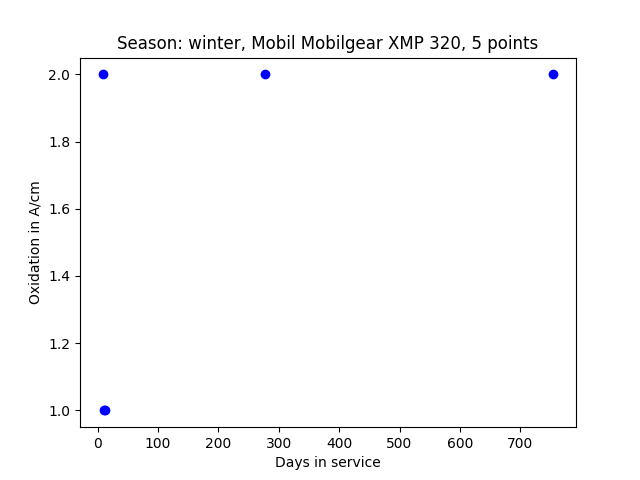 Season: winter, Mobil Mobilgear XMP 320, 5 points
2.0
1.8
1.6
1.4
1.2
1.0
Oxidation in A/cm
0 100 200 300 400 500 600 700
Days in service